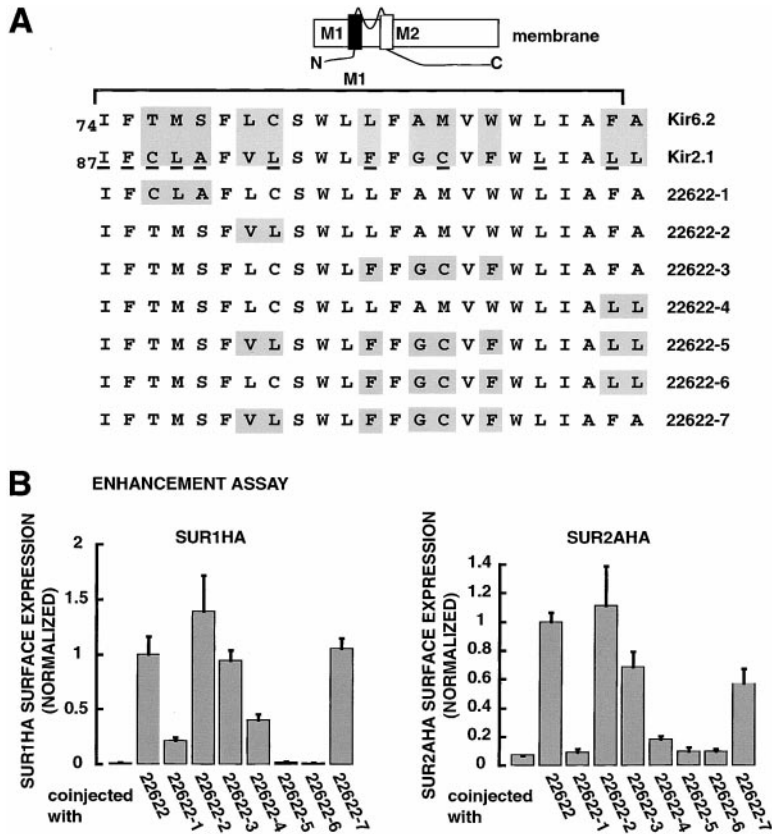 A
M1 M2 membrane
N C
M1
74 I F T M S F L C S W L L F A M V W W L I A F A Kir6.2
87 I F C L A F V L S W L F F G C V F W L I A L L Kir2.1
I F C L A F L C S W L L F A M V W W L I A F A 22622-1
I F T M S F V L S W L L F A M V W W L I A F A 22622-2
I F T M S F L C S W L F F G C V F W L I A F A 22622-3
I F T M S F L C S W L L F A M V W W L I A L L 22622-4
I F T M S F V L S W L F F G C V F W L I A L L 22622-5
I F T M S F L C S W L F F G C V F W L I A L L 22622-6
I F T M S F V L S W L F F G C V F W L I A F A 22622-7
B ENHANCEMENT ASSAY
SUR1HA
SUR1HA SURFACE EXPRESSION
(NORMALIZED)
2
1.5
1
0.5
0
coinjected
with
22622
22622-1
22622-2
22622-3
22622-4
22622-5
22622-6
22622-7
SUR2AHA
SUR2AHA SURFACE EXPRESSION
(NORMALIZED)
1.4
1.2
1
0.8
0.6
0.4
0.2
0
coinjected
with
22622
22622-1
22622-2
22622-3
22622-4
22622-5
22622-6
22622-7